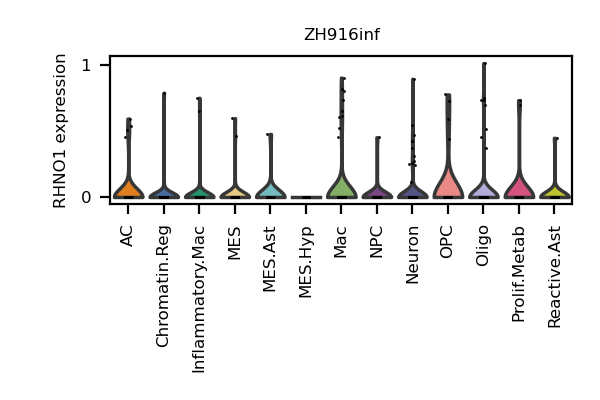 ZH916inf
RHNO1 expression
1
0
AC
Chromatin.Reg
Inflammatory.Mac
MES
MES.Ast
MES.Hyp
Mac
NPC
Neuron
OPC
Oligo
Prolif.Metab
Reactive.Ast